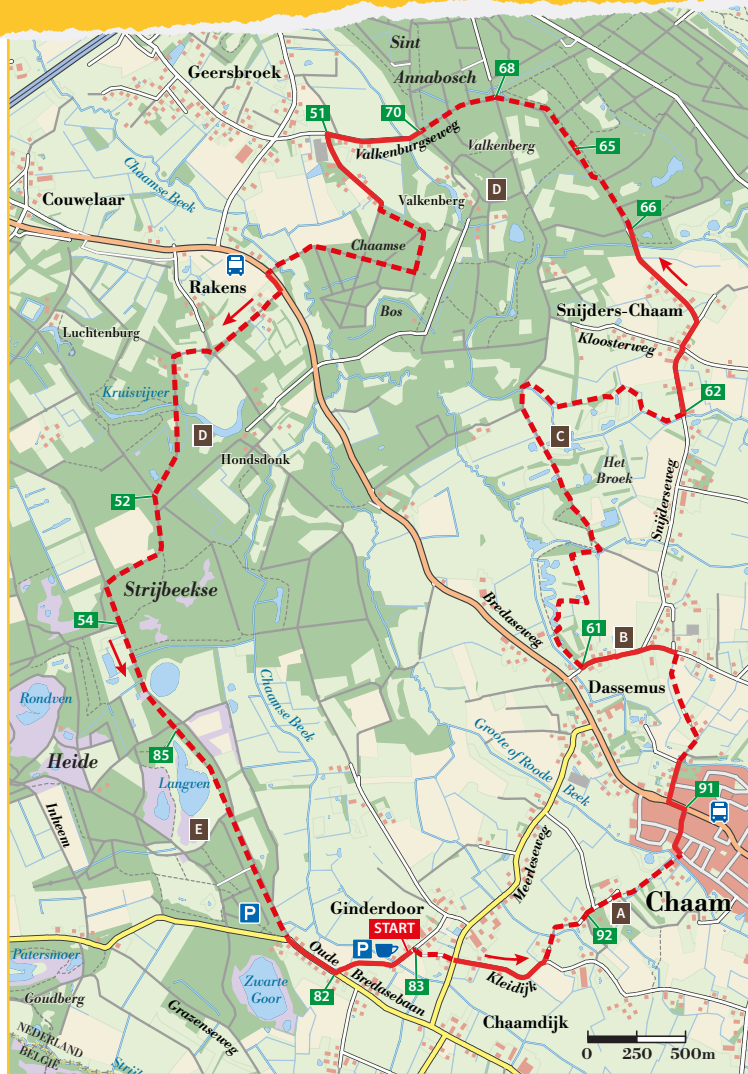 Sint
Annabosch
68
Geersbroek
51
70
Valkenburgseweg
Valkenberg
65
Chaamse Beek
D
Valkenberg
Couwelaar
66
Chaamse
Rakens
Bos
Snijders-Chaam
Kloosterweg
Luchtenburg
Kruisvijver
62
D
C
Hondsdonk
Het
Broek
52
Snijderseweg
Strijbeekse
Bredaseweg
54
61
B
Dassemus
Rondven
Chaamse Beek
Groote of Roode Beek
85
Heide
Langven
91
Inheem
E
Meerleseweg
Chaam
P
Ginderdoor
A
START
92
P
Patersmoer
Oude Bredasebaan
83
Kleidijk
82
Zwarte
Goor
Goudberg
Grazenseweg
Chaamdijk
NEDERLAND
BELGIË
0 250 500m